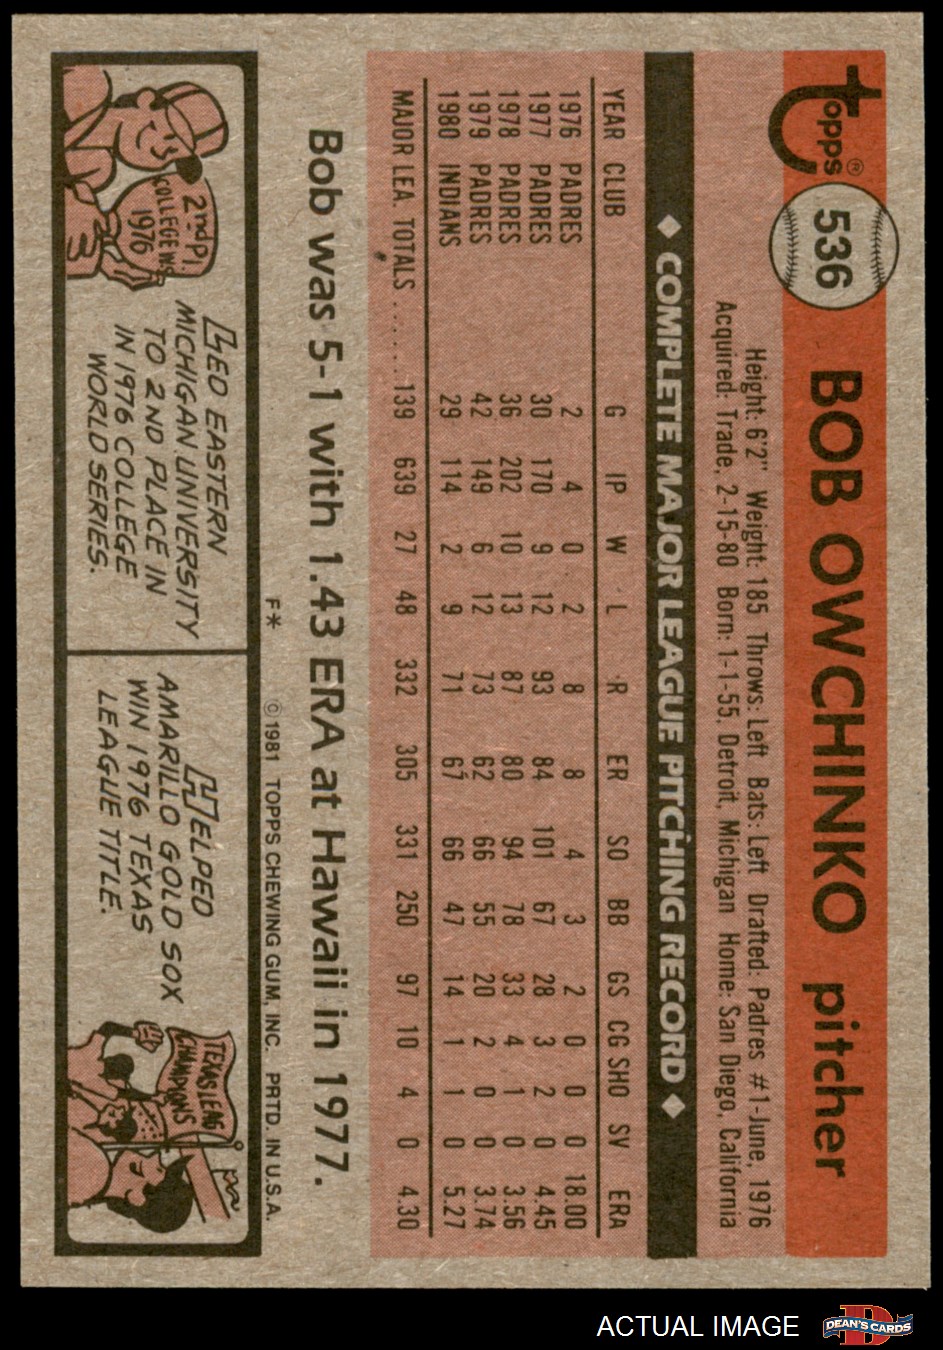 Topps®
536 BOB OWCHINKO pitcher
Height: 6'2" Weight: 185 Throws: Left Bats: Left Drafted: Padres #1-June, 1976
Acquired: Trade, 2-15-80 Born: 1-1-55, Detroit, Michigan Home: San Diego, California
◆ COMPLETE MAJOR LEAGUE PITCHING RECORD ◆
YEAR CLUB G IP W L R ER SO BB GS CG SHO SV ERA
1976 PADRES 2 4 0 2 8 8 4 3 2 0 0 0 18.00
1977 PADRES 30 170 9 12 93 84 101 67 28 3 2 0 4.45
1978 PADRES 36 202 10 13 87 80 94 78 33 4 1 0 3.56
1979 PADRES 42 149 6 12 73 62 66 55 20 2 0 0 3.74
1980 INDIANS 29 114 2 9 71 67 66 47 14 1 1 0 5.27
MAJOR LEA. TOTALS ....... 139 639 27 48 332 305 331 250 97 10 4 0 4.30
Bob was 5-1 with 1.43 ERA at Hawaii in 1977.
F* © 1981 TOPPS CHEWING GUM, INC. PRTD. IN U.S.A.
2nd Pl.
COLLEGE W.S.
1976
LED EASTERN
MICHIGAN UNIVERSITY
TO 2ND PLACE IN
IN 1976 COLLEGE
WORLD SERIES.
HELPED
AMARILLO GOLD SOX
WIN 1976 TEXAS
LEAGUE TITLE.
TEXAS LEAG
CHAMPIONS
ACTUAL IMAGE
D
DEAN'S CARDS